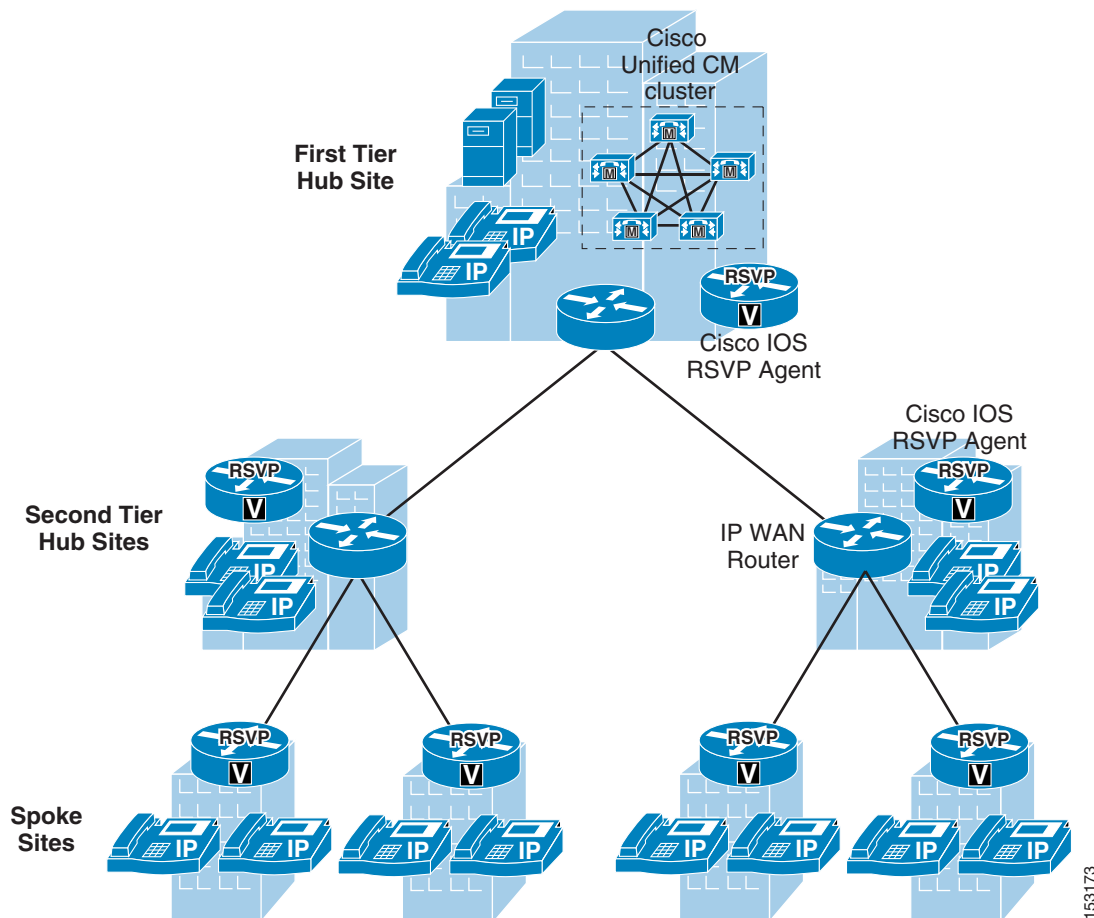 Cisco
Unified CM
cluster
M
M
M
M
M
First Tier
Hub Site
IP
IP
RSVP
V
Cisco IOS
RSVP Agent
Cisco IOS
RSVP Agent
RSVP
V
RSVP
V
Second Tier
Hub Sites
IP WAN
Router
IP
IP
IP
IP
RSVP
V
RSVP
V
RSVP
V
RSVP
V
Spoke
Sites
IP
IP
IP
IP
IP
IP
IP
IP
153173